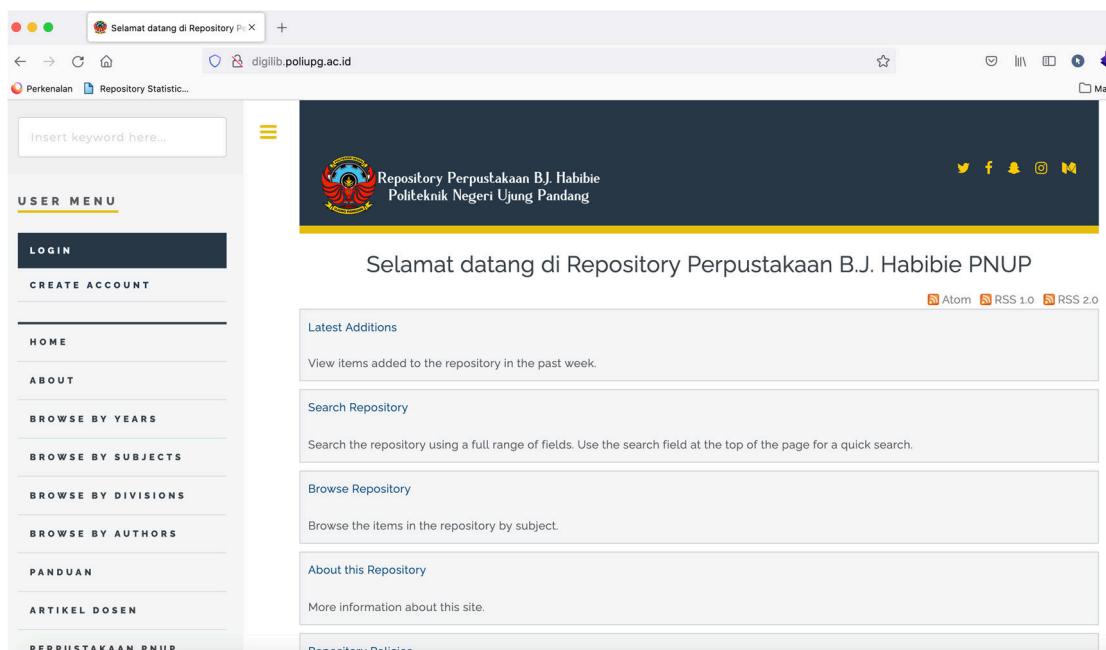 Selamat datang di Repository Pe
digilib.poliupg.ac.id
Perkenalan
Repository Statistic...
Ma
Insert keyword here...
USER MENU
LOGIN
CREATE ACCOUNT
HOME
ABOUT
BROWSE BY YEARS
BROWSE BY SUBJECTS
BROWSE BY DIVISIONS
BROWSE BY AUTHORS
PANDUAN
ARTIKEL DOSEN
PERPUSTAKAAN PNUP
Repository Perpustakaan B.J. Habibie
Politeknik Negeri Ujung Pandang
Selamat datang di Repository Perpustakaan B.J. Habibie PNUP
Atom RSS 1.0 RSS 2.0
Latest Additions
View items added to the repository in the past week.
Search Repository
Search the repository using a full range of fields. Use the search field at the top of the page for a quick search.
Browse Repository
Browse the items in the repository by subject.
About this Repository
More information about this site.
Repository Policies